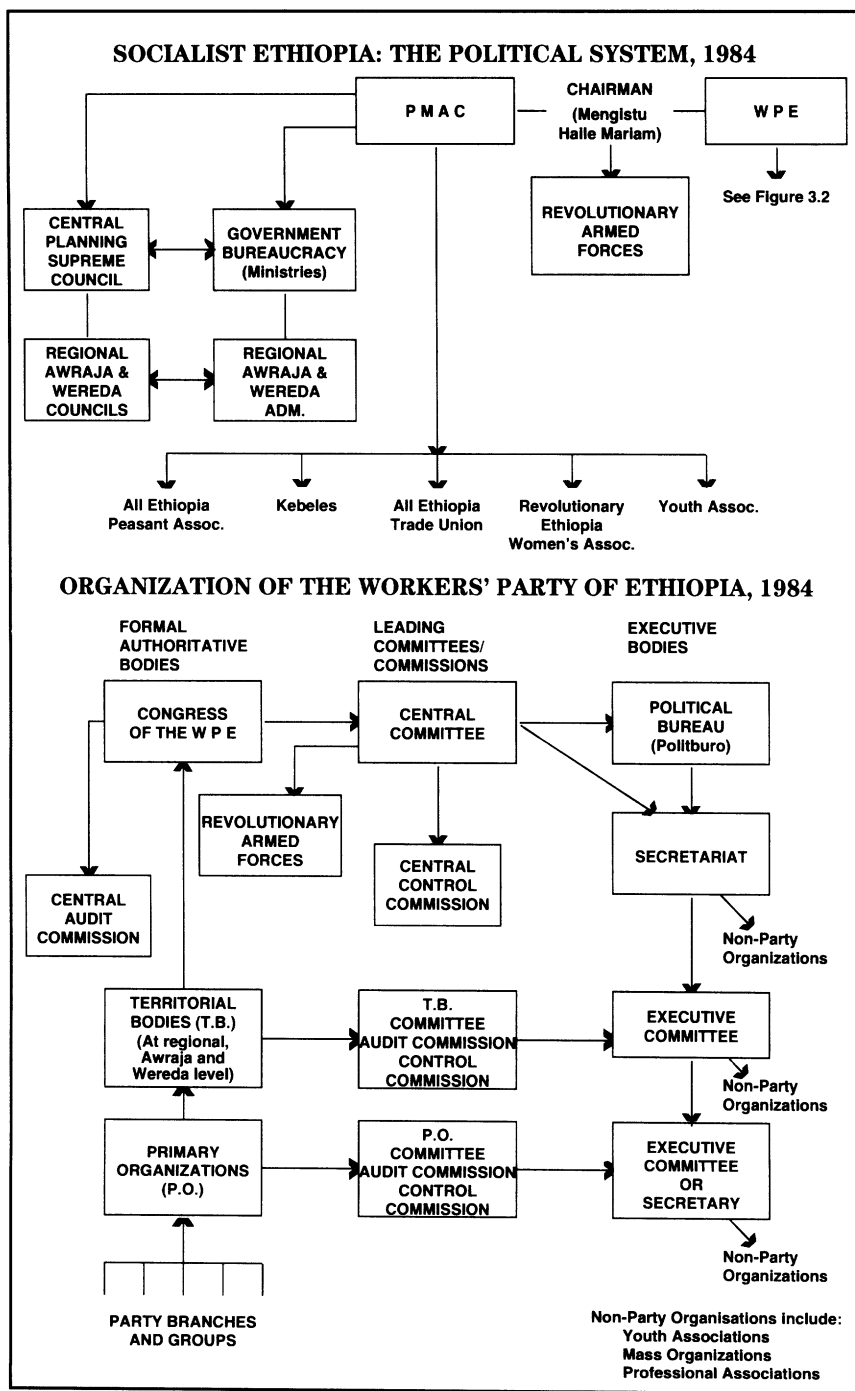 SOCIALIST ETHIOPIA: THE POLITICAL SYSTEM, 1984
P M A C
CHAIRMAN
(Mengistu
Haile Mariam)
W P E
See Figure 3.2
REVOLUTIONARY
ARMED
FORCES
CENTRAL
PLANNING
SUPREME
COUNCIL
GOVERNMENT
BUREAUCRACY
(Ministries)
REGIONAL
AWRAJA &
WEREDA
COUNCILS
REGIONAL
AWRAJA &
WEREDA
ADM.
All Ethiopia
Peasant Assoc.
Kebeles
All Ethiopia
Trade Union
Revolutionary
Ethiopia
Women's Assoc.
Youth Assoc.
ORGANIZATION OF THE WORKERS' PARTY OF ETHIOPIA, 1984
FORMAL
AUTHORITATIVE
BODIES
LEADING
COMMITTEES/
COMMISSIONS
EXECUTIVE
BODIES
CONGRESS
OF THE W P E
CENTRAL
COMMITTEE
POLITICAL
BUREAU
(Politburo)
REVOLUTIONARY
ARMED
FORCES
CENTRAL
CONTROL
COMMISSION
SECRETARIAT
CENTRAL
AUDIT
COMMISSION
Non-Party
Organizations
TERRITORIAL
BODIES (T.B.)
(At regional,
Awraja and
Wereda level)
T.B.
COMMITTEE
AUDIT COMMISSION
CONTROL
COMMISSION
EXECUTIVE
COMMITTEE
Non-Party
Organizations
PRIMARY
ORGANIZATIONS
(P.O.)
P.O.
COMMITTEE
AUDIT COMMISSION
CONTROL
COMMISSION
EXECUTIVE
COMMITTEE
OR
SECRETARY
Non-Party
Organizations
PARTY BRANCHES
AND GROUPS
Non-Party Organisations include:
Youth Associations
Mass Organizations
Professional Associations